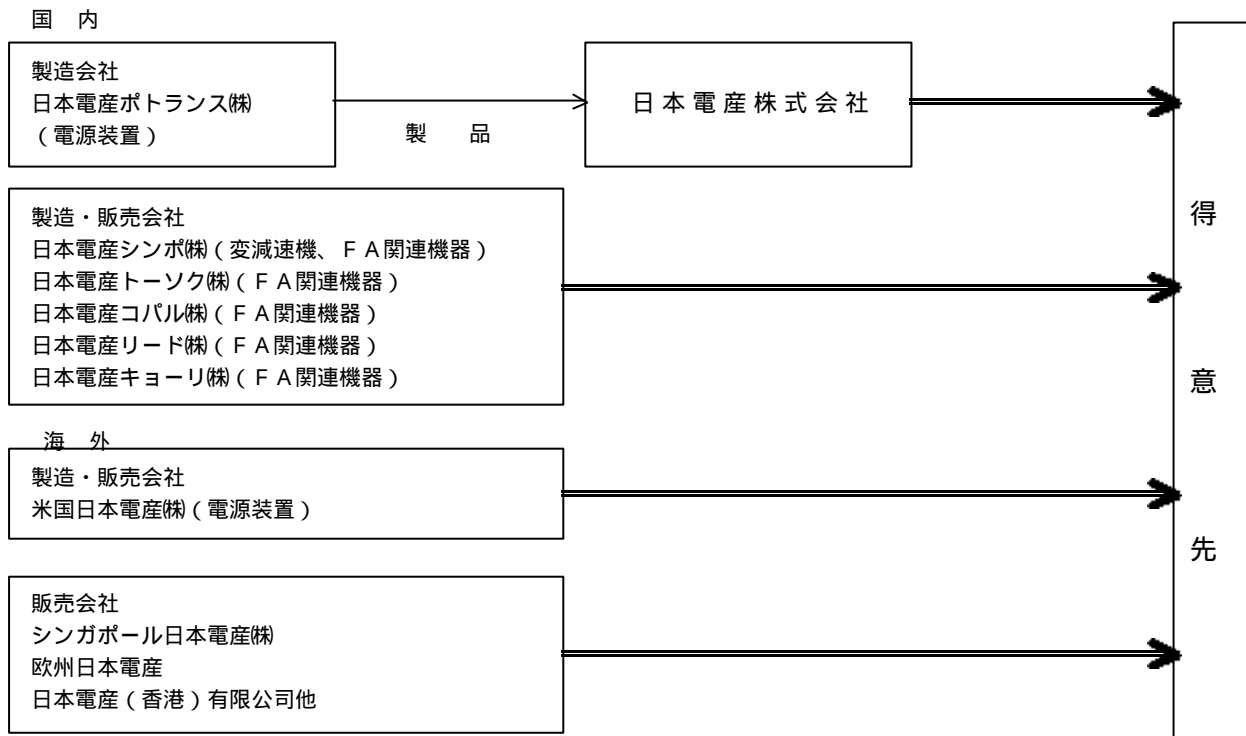 国 内
製造会社
日本電産ポトランス㈱
（電源装置）
製 品
日本電産株式会社
製造・販売会社
日本電産シンポ㈱（変減速機、ＦＡ関連機器）
日本電産トーソク㈱（ＦＡ関連機器）
日本電産コパル㈱（ＦＡ関連機器）
日本電産リード㈱（ＦＡ関連機器）
日本電産キョーリ㈱（ＦＡ関連機器）
海 外
製造・販売会社
米国日本電産㈱（電源装置）
販売会社
シンガポール日本電産㈱
欧州日本電産
日本電産（香港）有限公司他
得意先